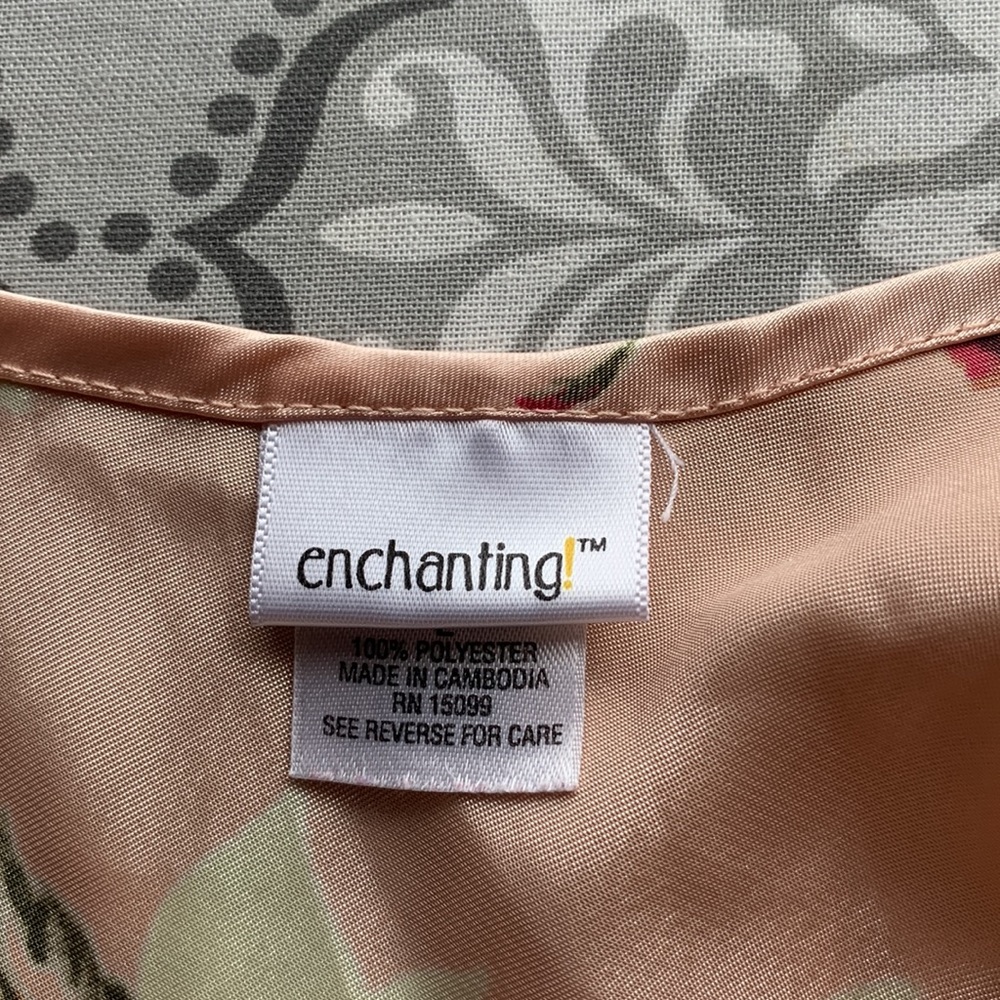 enchanting!™
100% POLYESTER
MADE IN CAMBODIA
RN 15099
SEE REVERSE FOR CARE